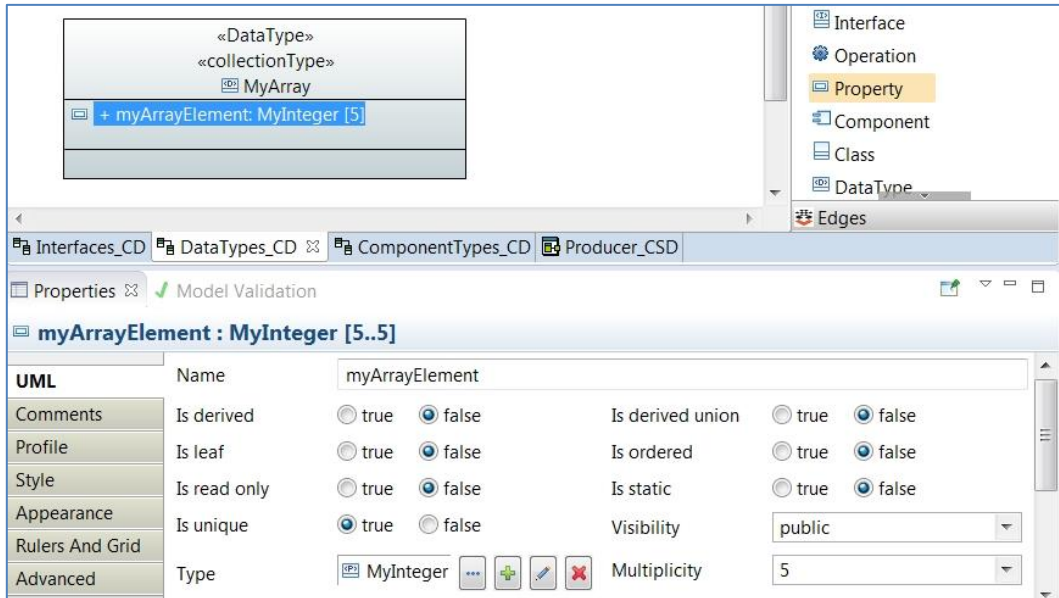 «DataType»
«collectionType»
MyArray
+ myArrayElement: MyInteger [5]
Interface
Operation
Property
Component
Class
DataType
Edges
Interfaces_CD DataTypes_CD ComponentTypes_CD Producer_CSD
Properties Model Validation
myArrayElement : MyInteger [5..5]
UML
Comments
Profile
Style
Appearance
Rulers And Grid
Advanced
Name myArrayElement
Is derived true false Is derived union true false
Is leaf true false Is ordered true false
Is read only true false Is static true false
Is unique true false Visibility public
Type MyInteger Multiplicity 5